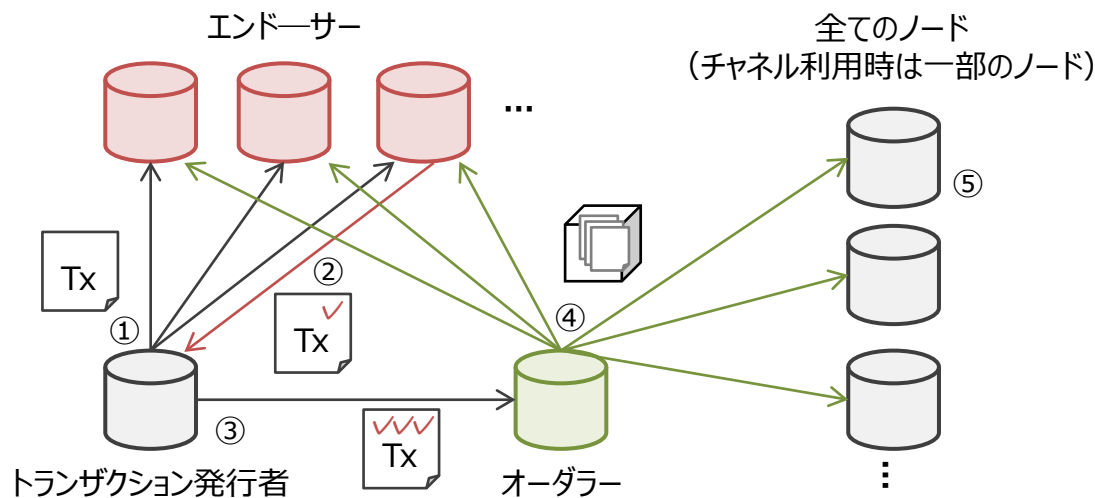 エンド―サー
全てのノード
（チャネル利用時は一部のノード）
…
⑤
Tx
②
①
Tx
④
③
Tx
トランザクション発行者
オーダラー
…